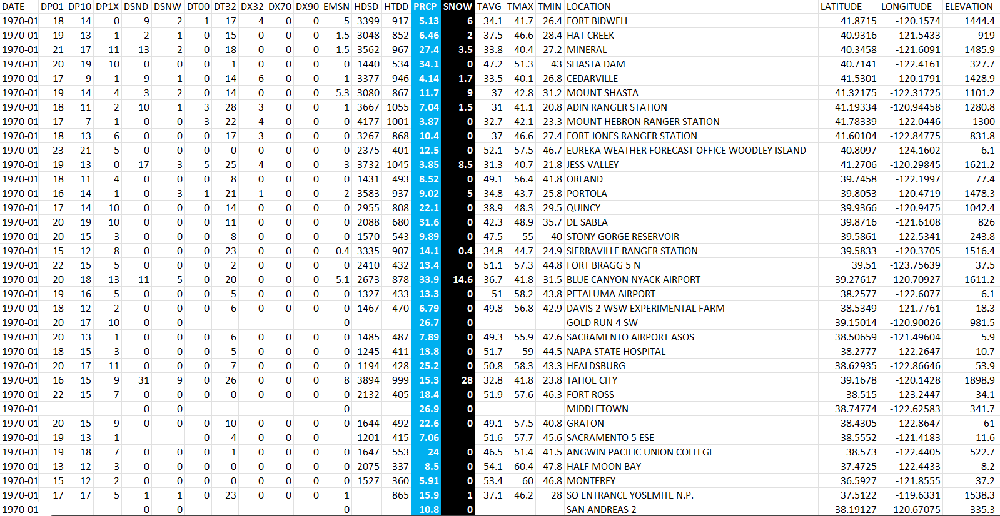 DATE DP01 DP10 DP1X DSND DSNW DT00 DT32 DX32 DX70 DX90 EMSN HDSD HTDD PRCP SNOW TAVG TMAX TMIN LOCATION LATITUDE LONGITUDE ELEVATION
1970-01 18 14 0 9 2 1 17 4 0 0 5 3399 917 5.13 6 34.1 41.7 26.4 FORT BIDWELL 41.8715 -120.1574 1444.4
1970-01 19 13 1 2 1 0 15 0 0 0 1.5 3048 852 6.46 2 37.5 46.6 28.4 HAT CREEK 40.9316 -121.5433 919
1970-01 21 17 11 13 2 0 18 0 0 0 1.5 3562 967 27.4 3.5 33.8 40.4 27.2 MINERAL 40.3458 -121.6091 1485.9
1970-01 20 19 10 0 0 0 1 0 0 0 0 1440 534 34.1 0 47.2 51.3 43 SHASTA DAM 40.7141 -122.4161 327.7
1970-01 17 9 1 9 1 0 14 6 0 0 1 3377 946 4.14 1.7 33.5 40.1 26.8 CEDARVILLE 41.5301 -120.1791 1428.9
1970-01 19 14 4 3 2 0 14 0 0 0 5.3 3080 867 11.7 9 37 42.8 31.2 MOUNT SHASTA 41.32175 -122.31725 1101.2
1970-01 18 11 2 10 1 3 28 3 0 0 1 3667 1055 7.04 1.5 31 41.1 20.8 ADIN RANGER STATION 41.19334 -120.94458 1280.8
1970-01 17 7 1 0 0 3 22 4 0 0 0 4177 1001 3.87 0 32.7 42.1 23.3 MOUNT HEBRON RANGER STATION 41.78339 -122.0446 1300
1970-01 18 13 6 0 0 0 17 3 0 0 0 3267 868 10.4 0 37 46.6 27.4 FORT JONES RANGER STATION 41.60104 -122.84775 831.8
1970-01 23 21 5 0 0 0 0 0 0 0 0 2375 401 12.5 0 52.1 57.5 46.7 EUREKA WEATHER FORECAST OFFICE WOODLEY ISLAND 40.8097 -124.1602 6.1
1970-01 19 13 0 17 3 5 25 4 0 0 3 3732 1045 3.85 8.5 31.3 40.7 21.8 JESS VALLEY 41.2706 -120.29845 1621.2
1970-01 18 11 4 0 0 0 8 0 0 0 0 1431 493 8.52 0 49.1 56.4 41.8 ORLAND 39.7458 -122.1997 77.4
1970-01 16 14 1 0 3 1 21 1 0 0 2 3583 937 9.02 5 34.8 43.7 25.8 PORTOLA 39.8053 -120.4719 1478.3
1970-01 17 14 10 0 0 0 14 0 0 0 0 2955 808 22.1 0 38.9 48.3 29.5 QUINCY 39.9366 -120.9475 1042.4
1970-01 20 19 10 0 0 0 11 0 0 0 0 2088 680 31.6 0 42.3 48.9 35.7 DE SABLA 39.8716 -121.6108 826
1970-01 20 15 3 0 0 0 8 0 0 0 0 1570 543 9.89 0 47.5 55 40 STONY GORGE RESERVOIR 39.5861 -122.5341 243.8
1970-01 15 12 8 0 0 0 23 0 0 0 0.4 3335 907 14.1 0.4 34.8 44.7 24.9 SIERRAVILLE RANGER STATION 39.5833 -120.3705 1516.4
1970-01 22 15 5 0 0 0 2 0 0 0 0 2410 432 13.4 0 51.1 57.3 44.8 FORT BRAGG 5 N 39.51 -123.75639 37.5
1970-01 20 18 13 11 5 0 20 0 0 0 5.1 2673 878 33.9 14.6 36.7 41.8 31.5 BLUE CANYON NYACK AIRPORT 39.27617 -120.70927 1611.2
1970-01 19 16 5 0 0 0 5 0 0 0 0 1327 433 13.3 0 51 58.2 43.8 PETALUMA AIRPORT 38.2577 -122.6077 6.1
1970-01 18 12 2 0 0 0 6 0 0 0 0 1467 470 6.79 0 49.8 56.8 42.9 DAVIS 2 WSW EXPERIMENTAL FARM 38.5349 -121.7761 18.3
1970-01 20 17 10 0 0 0 26.7 0 GOLD RUN 4 SW 39.15014 -120.90026 981.5
1970-01 20 13 1 0 0 0 6 0 0 0 0 1485 487 7.89 0 49.3 55.9 42.6 SACRAMENTO AIRPORT ASOS 38.50659 -121.49604 5.9
1970-01 18 15 3 0 0 0 5 0 0 0 0 1245 411 13.8 0 51.7 59 44.5 NAPA STATE HOSPITAL 38.2777 -122.2647 10.7
1970-01 20 17 11 0 0 0 7 0 0 0 0 1194 428 25.2 0 50.8 58.3 43.3 HEALDSBURG 38.62935 -122.86646 53.9
1970-01 16 15 9 31 9 0 26 0 0 0 8 3894 999 15.3 28 32.8 41.8 23.8 TAHOE CITY 39.1678 -120.1428 1898.9
1970-01 22 15 7 0 0 0 0 0 0 0 0 2132 405 18.4 0 51.9 57.6 46.3 FORT ROSS 38.515 -123.2447 34.1
1970-01 0 0 0 26.9 0 MIDDLETOWN 38.74774 -122.62583 341.7
1970-01 20 15 9 0 0 0 10 0 0 0 0 1644 492 22.6 0 49.1 57.5 40.8 GRATON 38.4305 -122.8647 61
1970-01 19 13 1 0 4 0 0 0 1201 415 7.06 51.6 57.7 45.6 SACRAMENTO 5 ESE 38.5552 -121.4183 11.6
1970-01 19 18 7 0 0 0 1 0 0 0 0 1647 553 24 0 46.5 51.4 41.5 ANGWIN PACIFIC UNION COLLEGE 38.573 -122.4405 522.7
1970-01 13 12 3 0 0 0 0 0 0 0 0 2075 337 8.5 0 54.1 60.4 47.8 HALF MOON BAY 37.4725 -122.4433 8.2
1970-01 15 12 2 0 0 0 0 0 0 0 0 1527 360 5.91 0 53.4 60 46.8 MONTEREY 36.5927 -121.8555 37.2
1970-01 17 17 5 1 1 0 23 0 0 0 1 865 15.9 1 37.1 46.2 28 SO ENTRANCE YOSEMITE N.P. 37.5122 -119.6331 1538.3
1970-01 0 0 0 10.8 0 SAN ANDREAS 2 38.19127 -120.67075 335.3